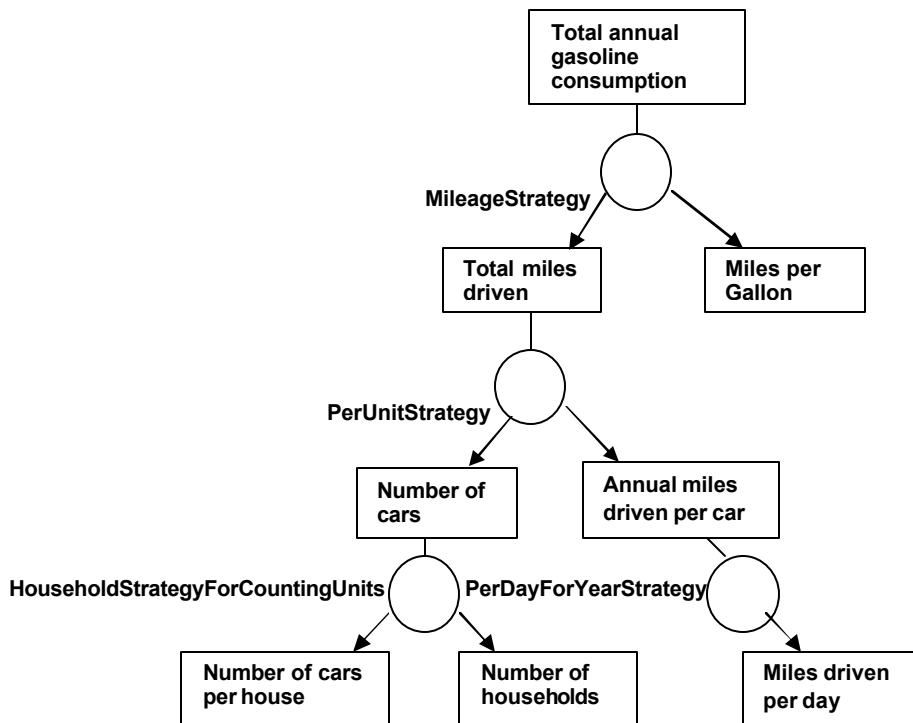 Total annual
gasoline
consumption
MileageStrategy
Total miles
driven
Miles per
Gallon
PerUnitStrategy
Number of
cars
Annual miles
driven per car
HouseholdStrategyForCountingUnits
PerDayForYearStrategy
Number of cars
per house
Number of
households
Miles driven
per day